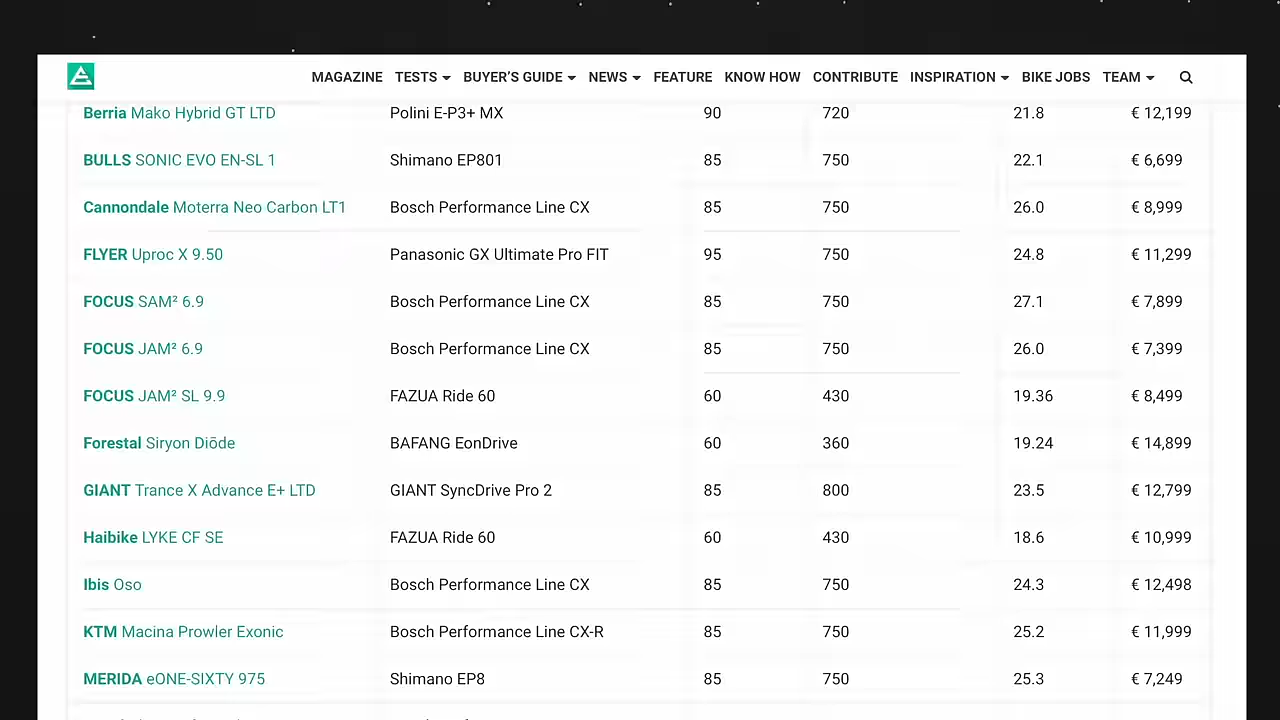 MAGAZINE TESTS BUYER'S GUIDE NEWS FEATURE KNOW HOW CONTRIBUTE INSPIRATION BIKE JOBS TEAM
Berria Mako Hybrid GT LTD Polini E-P3+ MX 90 720 21.8 € 12,199
BULLS SONIC EVO EN-SL 1 Shimano EP801 85 750 22.1 € 6,699
Cannondale Moterra Neo Carbon LT1 Bosch Performance Line CX 85 750 26.0 € 8,999
FLYER Uproc X 9.50 Panasonic GX Ultimate Pro FIT 95 750 24.8 € 11,299
FOCUS SAM² 6.9 Bosch Performance Line CX 85 750 27.1 € 7,899
FOCUS JAM² 6.9 Bosch Performance Line CX 85 750 26.0 € 7,399
FOCUS JAM² SL 9.9 FAZUA Ride 60 60 430 19.36 € 8,499
Forestal Siryon Diōde BAFANG EonDrive 60 360 19.24 € 14,899
GIANT Trance X Advance E+ LTD GIANT SyncDrive Pro 2 85 800 23.5 € 12,799
Haibike LYKE CF SE FAZUA Ride 60 60 430 18.6 € 10,999
Ibis Oso Bosch Performance Line CX 85 750 24.3 € 12,498
KTM Macina Prowler Exonic Bosch Performance Line CX-R 85 750 25.2 € 11,999
MERIDA eONE-SIXTY 975 Shimano EP8 85 750 25.3 € 7,249